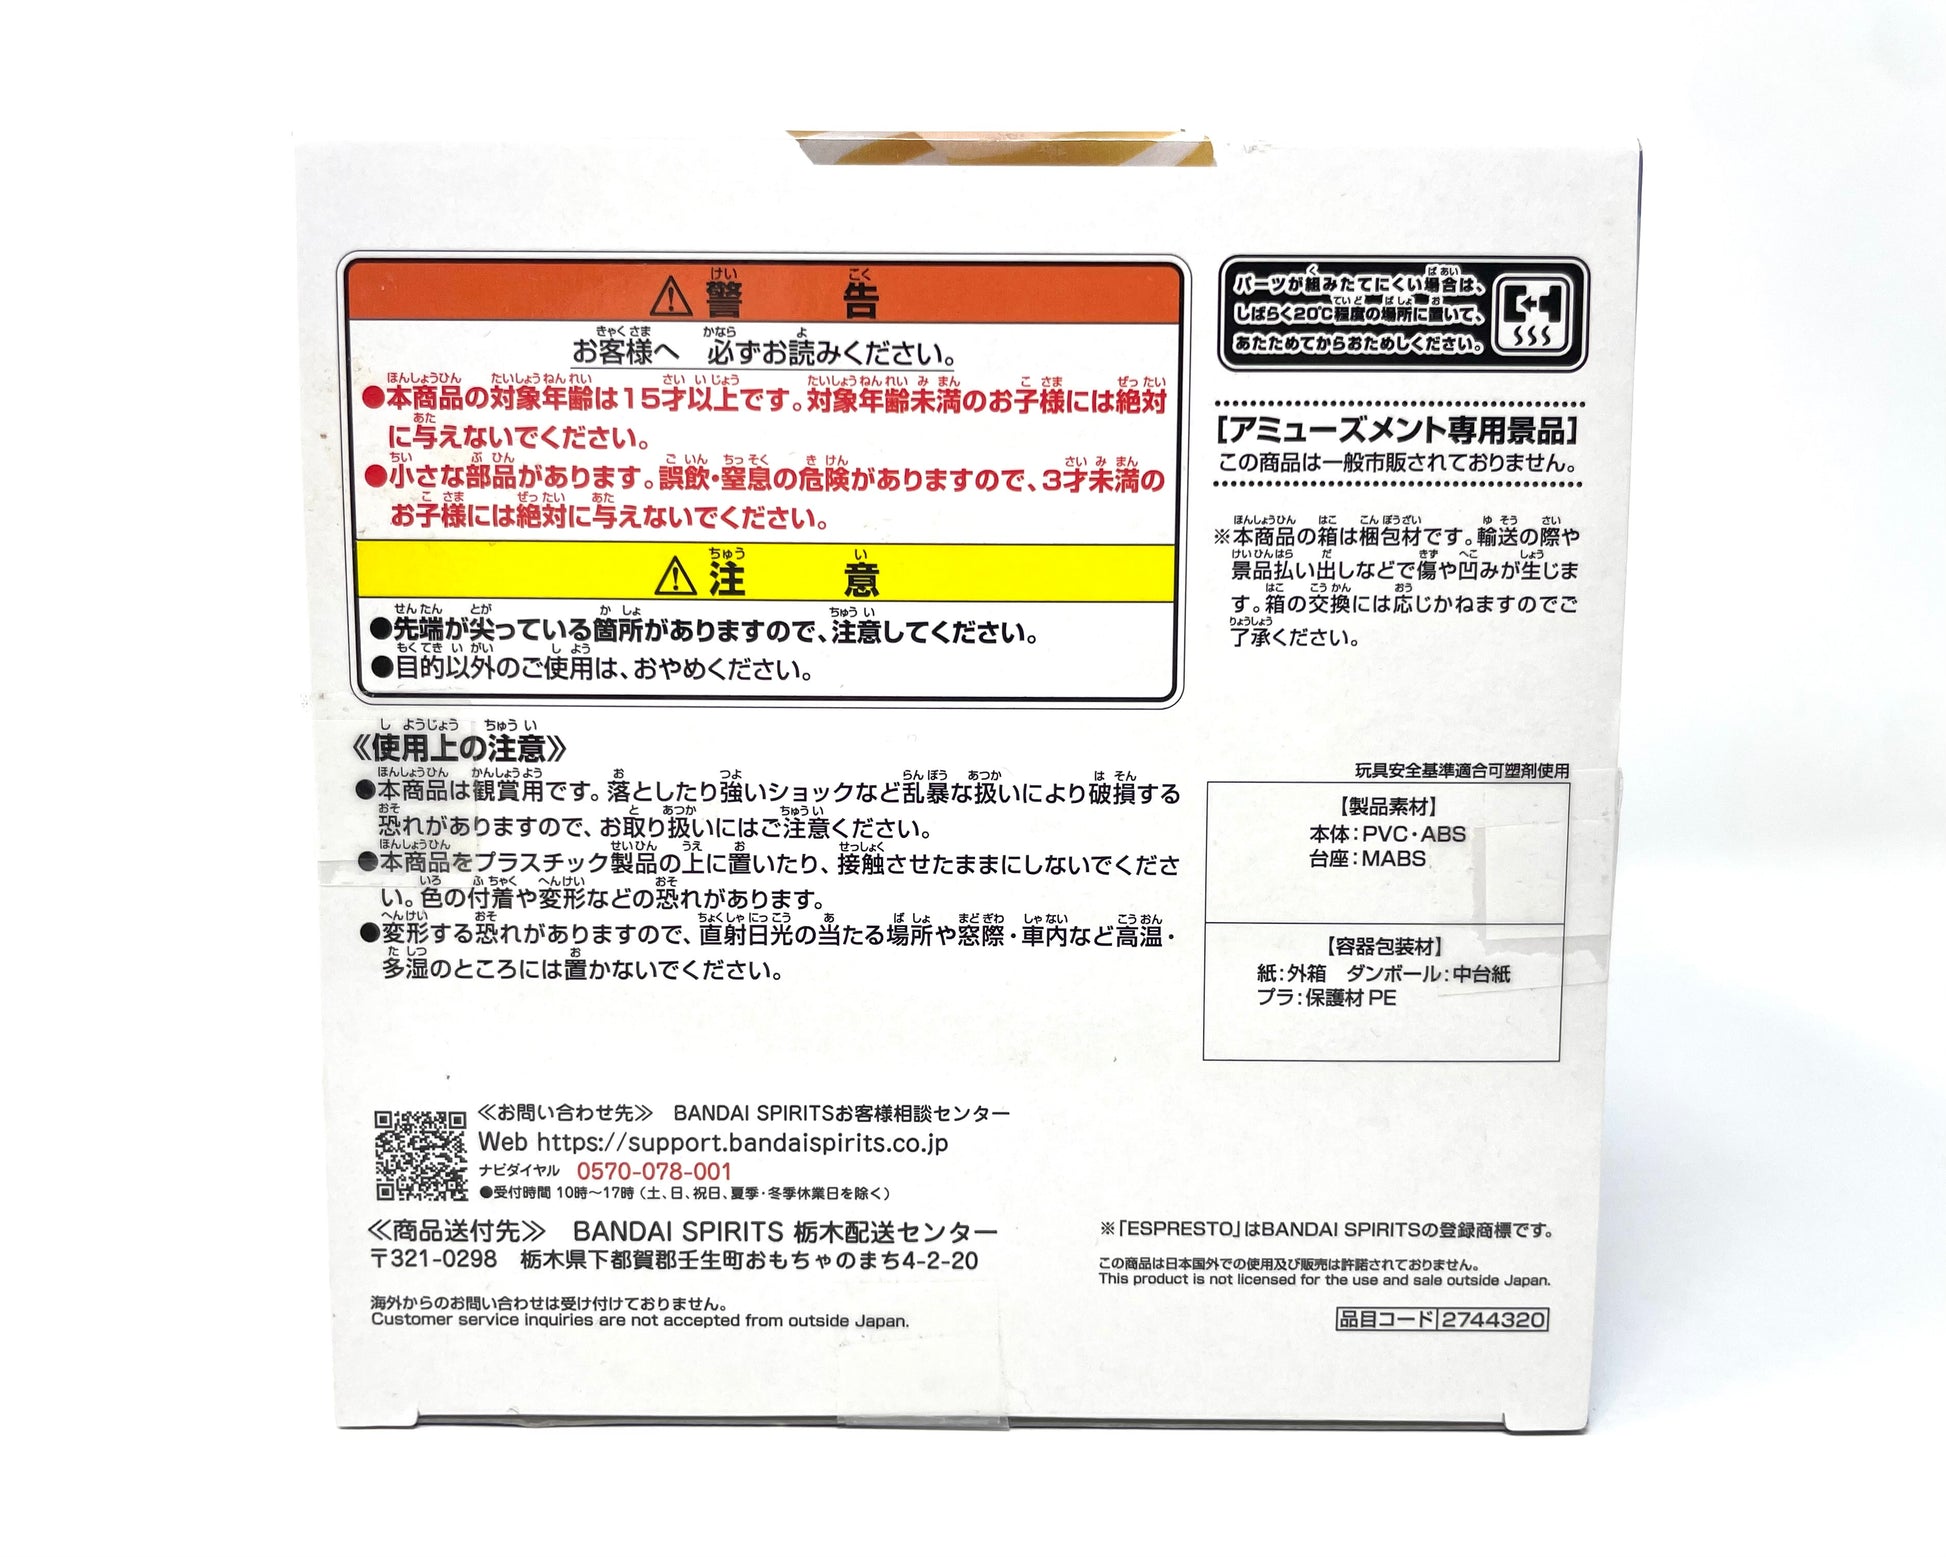 ⚠警告
お客様へ 必ずお読みください。
●本商品の対象年齢は15才以上です。対象年齢未満のお子様には絶対
に与えないでください。
●小さな部品があります。誤飲・窒息の危険がありますので、3才未満の
お子様には絶対に与えないでください。
⚠注意
●先端が尖っている箇所がありますので、注意してください。
●目的以外のご使用は、おやめください。
《使用上の注意》
●本商品は観賞用です。落としたり強いショックなど乱暴な扱いにより破損する
恐れがありますので、お取り扱いにはご注意ください。
●本商品をプラスチック製品の上に置いたり、接触させたままにしないでくださ
い。色の付着や変形などの恐れがあります。
●変形する恐れがありますので、直射日光の当たる場所や窓際・車内など高温・
多湿のところには置かないでください。
パーツが組みたてにくい場合は、
しばらく20℃程度の場所に置いて、
あたためてからおためしください。
[アミューズメント専用景品]
この商品は一般市販されておりません。
※本商品の箱は梱包材です。輸送の際や
景品払い出しなどで傷や凹みが生じま
す。箱の交換には応じかねますのでご
了承ください。
玩具安全基準適合可塑剤使用
【製品素材】
本体:PVC・ABS
台座:MABS
【容器包装材】
紙:外箱 ダンボール:中台紙
プラ:保護材PE
≪お問い合わせ先≫ BANDAI SPIRITSお客様相談センター
Web https://support.bandaispirits.co.jp
ナビダイヤル 0570-078-001
●受付時間 10時〜17時(土、日、祝日、夏季・冬季休業日を除く)
≪商品送付先≫ BANDAI SPIRITS 栃木配送センター
〒321-0298 栃木県下都賀郡壬生町おもちゃのまち4-2-20
海外からのお問い合わせは受け付けておりません。
Customer service inquiries are not accepted from outside Japan.
※「ESPRESTO」はBANDAI SPIRITSの登録商標です。
この商品は日本国外での使用及び販売は許諾されておりません。
This product is not licensed for the use and sale outside Japan.
品目コード 2744320